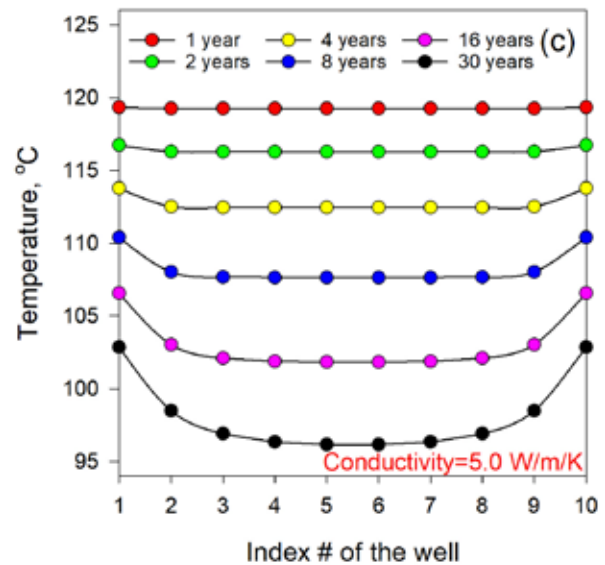 125
1 year 4 years 16 years (c)
2 years 8 years 30 years
120
115
110
105
100
95
Temperature, °C
Conductivity=5.0 W/m/K
1 2 3 4 5 6 7 8 9 10
Index # of the well